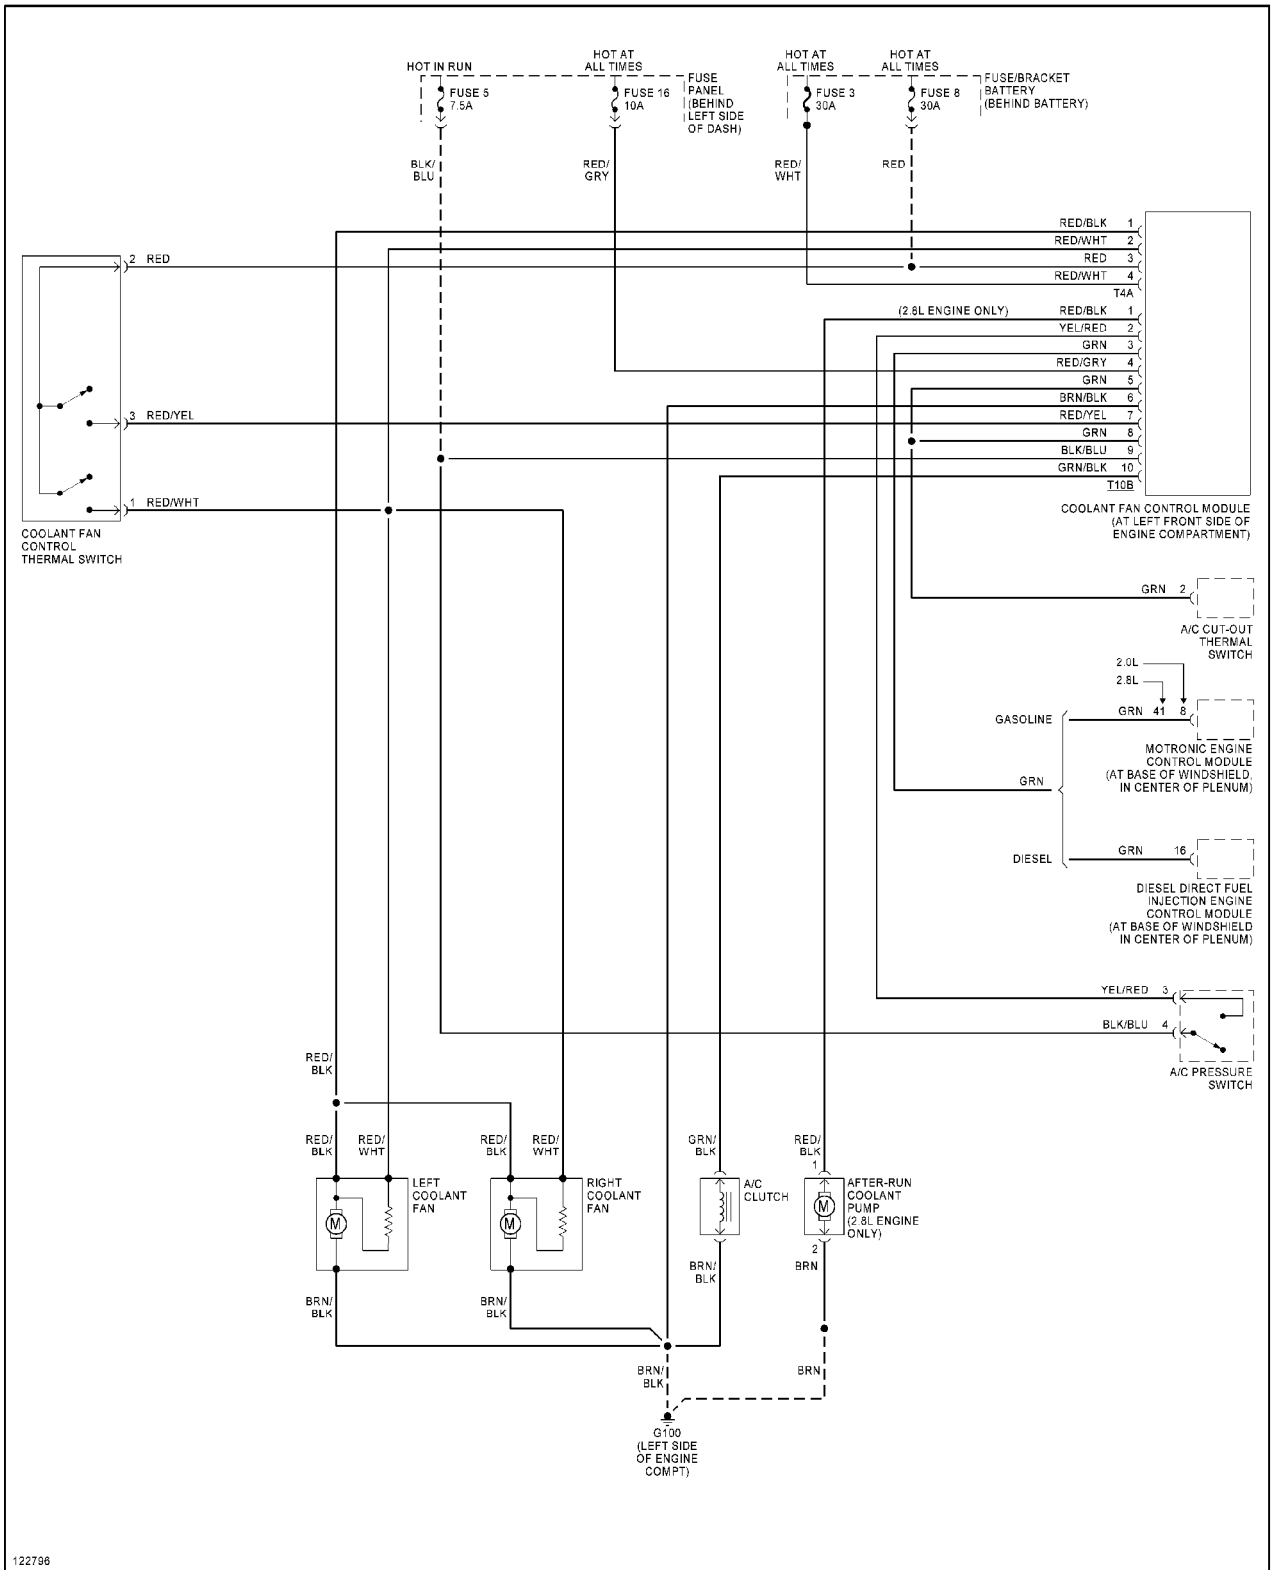 HOT IN RUN
HOT AT
ALL TIMES
HOT AT
ALL TIMES
HOT AT
ALL TIMES
FUSE 5
7.5A
FUSE 16
10A
FUSE
PANEL
(BEHIND
LEFT SIDE
OF DASH)
FUSE 3
30A
FUSE 8
30A
FUSE/BRACKET
BATTERY
(BEHIND BATTERY)
BLK/
BLU
RED/
GRY
RED/
WHT
RED
RED/BLK 1
RED/WHT 2
RED 3
RED/WHT 4
T4A
(2.8L ENGINE ONLY) RED/BLK 1
YEL/RED 2
GRN 3
RED/GRY 4
GRN 5
BRN/BLK 6
RED/YEL 7
GRN 8
BLK/BLU 9
GRN/BLK 10
T10B
COOLANT FAN CONTROL MODULE
(AT LEFT FRONT SIDE OF
ENGINE COMPARTMENT)
2 RED
3 RED/YEL
1 RED/WHT
COOLANT FAN
CONTROL
THERMAL SWITCH
GRN 2
A/C CUT-OUT
THERMAL
SWITCH
2.0L
2.8L
GASOLINE
GRN 41 8
MOTRONIC ENGINE
CONTROL MODULE
(AT BASE OF WINDSHIELD,
IN CENTER OF PLENUM)
GRN
DIESEL
GRN 16
DIESEL DIRECT FUEL
INJECTION ENGINE
CONTROL MODULE
(AT BASE OF WINDSHIELD
IN CENTER OF PLENUM)
YEL/RED 3
BLK/BLU 4
A/C PRESSURE
SWITCH
RED/
BLK
RED/
BLK
RED/
WHT
RED/
BLK
RED/
WHT
GRN/
BLK
RED/
BLK
1
M
LEFT
COOLANT
FAN
M
RIGHT
COOLANT
FAN
A/C
CLUTCH
M
AFTER-RUN
COOLANT
PUMP
(2.8L ENGINE
ONLY)
2
BRN/
BLK
BRN/
BLK
BRN/
BLK
BRN
BRN/
BLK
BRN
G100
(LEFT SIDE
OF ENGINE
COMPT)
122796